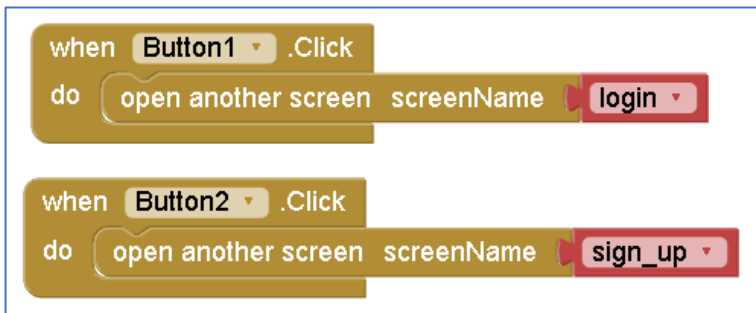 when Button1 .Click
do open another screen screenName login
when Button2 .Click
do open another screen screenName sign_up